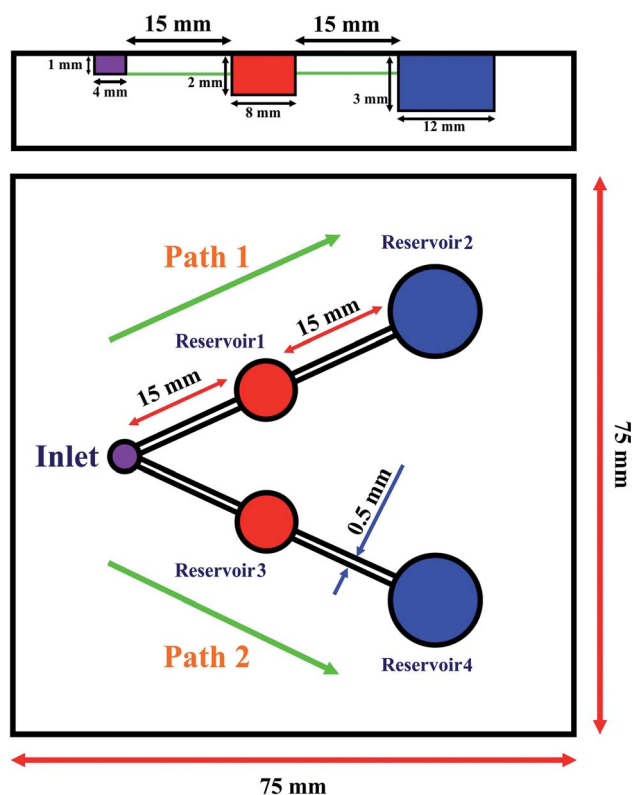 15 mm
15 mm
1 mm
4 mm
2 mm
8 mm
3 mm
12 mm
Path 1
Reservoir2
15 mm
Reservoir1
15 mm
Inlet
0.5 mm
75 mm
Reservoir3
Path 2
Reservoir4
75 mm